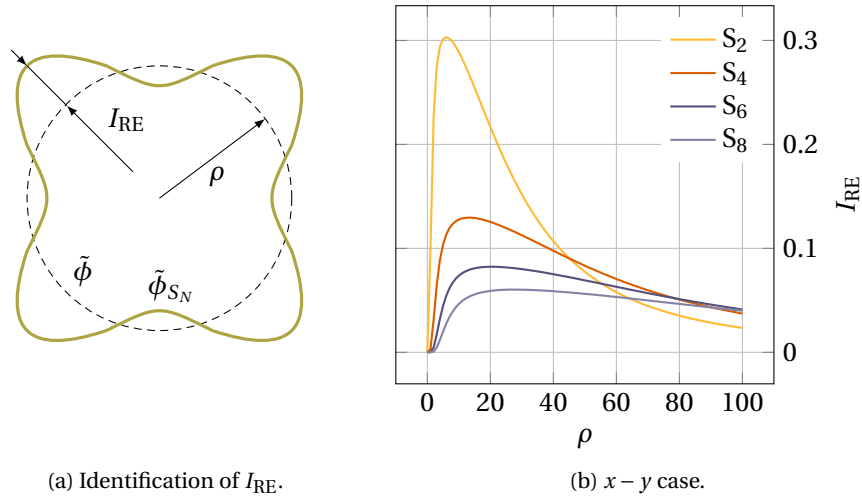 I_RE
ρ
ϕ̃
ϕ̃_{S_N}
(a) Identification of I_RE.
S_2
S_4
S_6
S_8
0.3
0.2
0.1
0
I_RE
0 20 40 60 80 100
ρ
(b) x − y case.